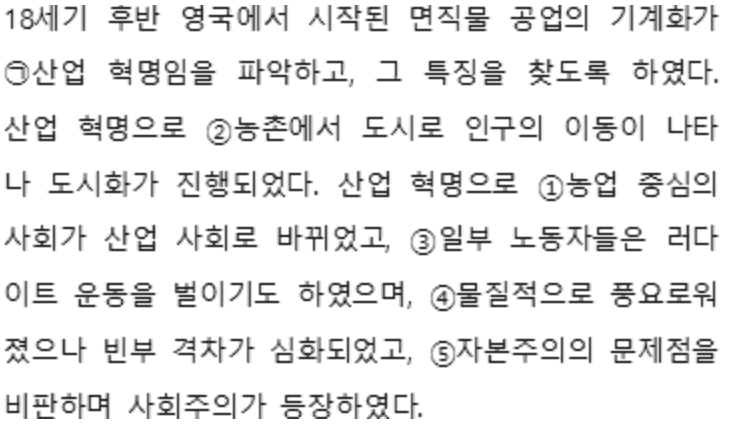 18세기 후반 영국에서 시작된 면직물 공업의 기계화가
㉠산업 혁명임을 파악하고, 그 특징을 찾도록 하였다.
산업 혁명으로 ②농촌에서 도시로 인구의 이동이 나타
나 도시화가 진행되었다. 산업 혁명으로 ①농업 중심의
사회가 산업 사회로 바뀌었고, ③일부 노동자들은 러다
이트 운동을 벌이기도 하였으며, ④물질적으로 풍요로워
졌으나 빈부 격차가 심화되었고, ⑤자본주의의 문제점을
비판하며 사회주의가 등장하였다.